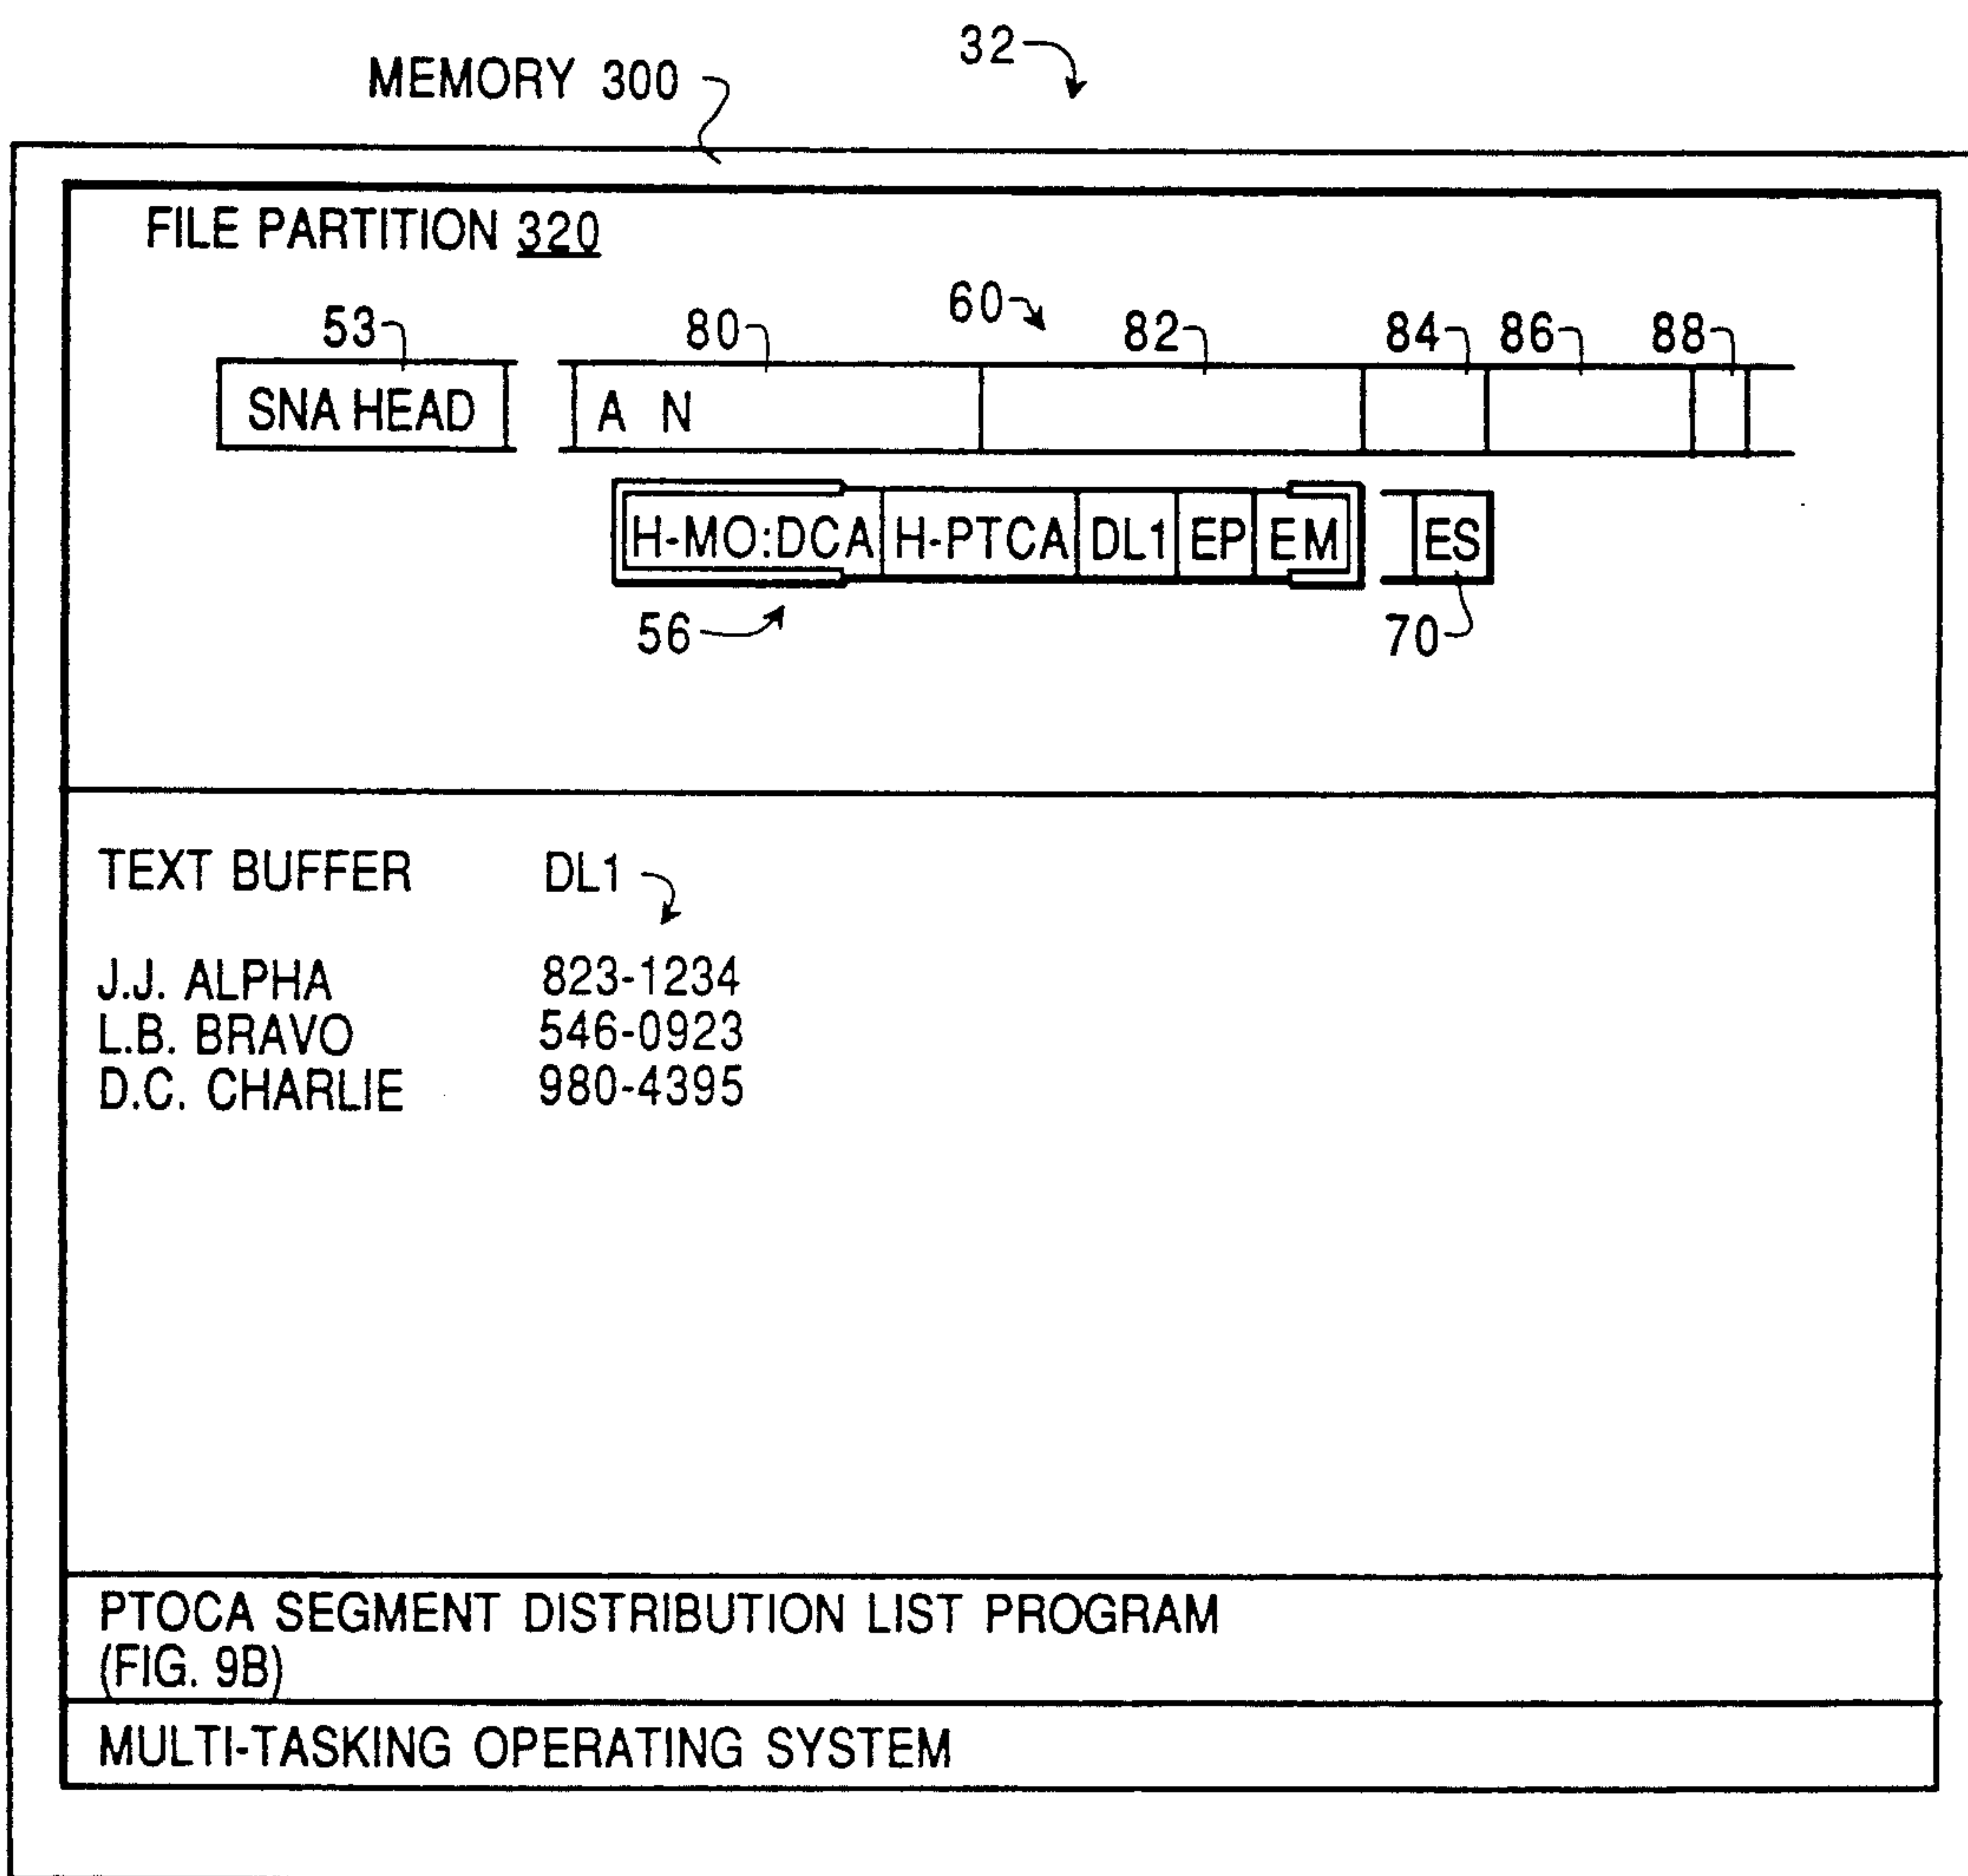 32
MEMORY 300
FILE PARTITION 320
53 80 60 82 84 86 88
SNA HEAD A N
H-MO:DCA H-PTCA DL1 EP EM ES
56 70
TEXT BUFFER DL1
J.J. ALPHA 823-1234
L.B. BRAVO 546-0923
D.C. CHARLIE 980-4395
PTOCA SEGMENT DISTRIBUTION LIST PROGRAM
(FIG. 9B)
MULTI-TASKING OPERATING SYSTEM